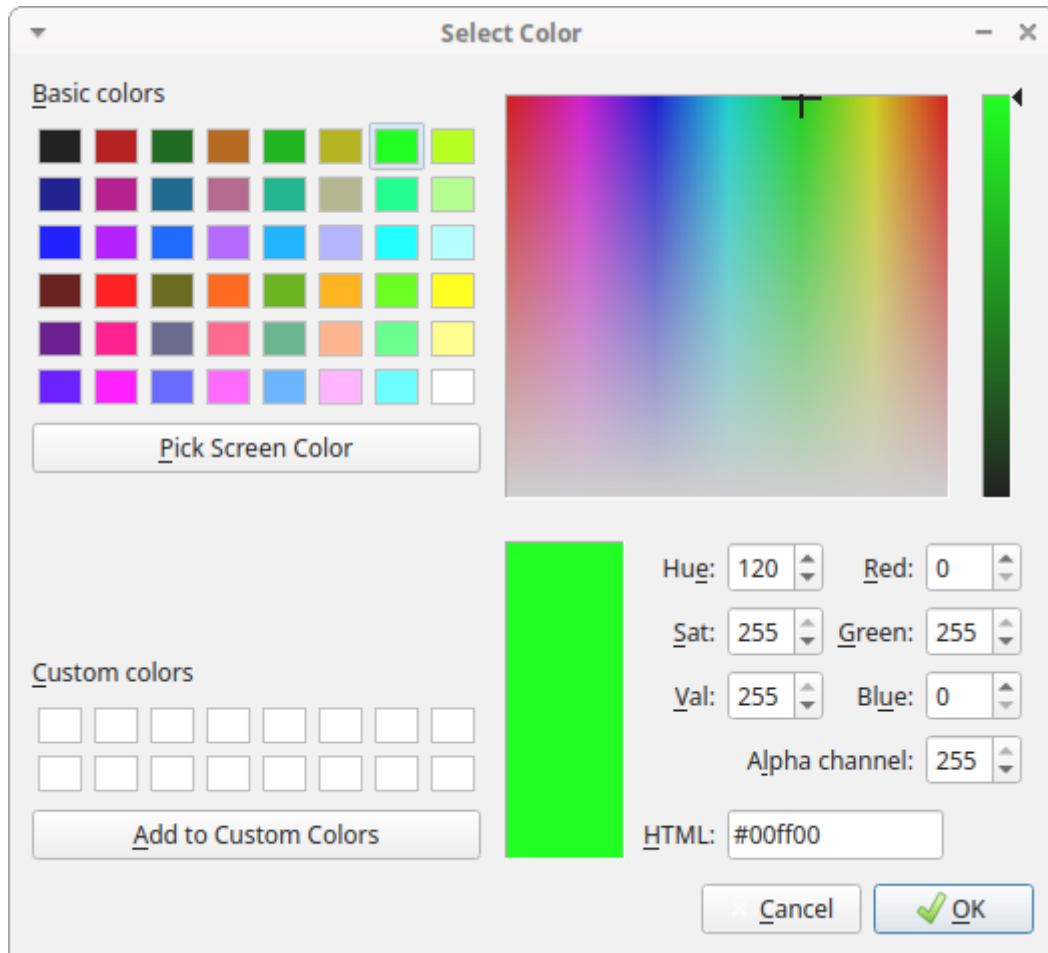 Select Color
Basic colors
Pick Screen Color
Custom colors
Add to Custom Colors
Hue: 120 Red: 0
Sat: 255 Green: 255
Val: 255 Blue: 0
Alpha channel: 255
HTML: #00ff00
Cancel OK